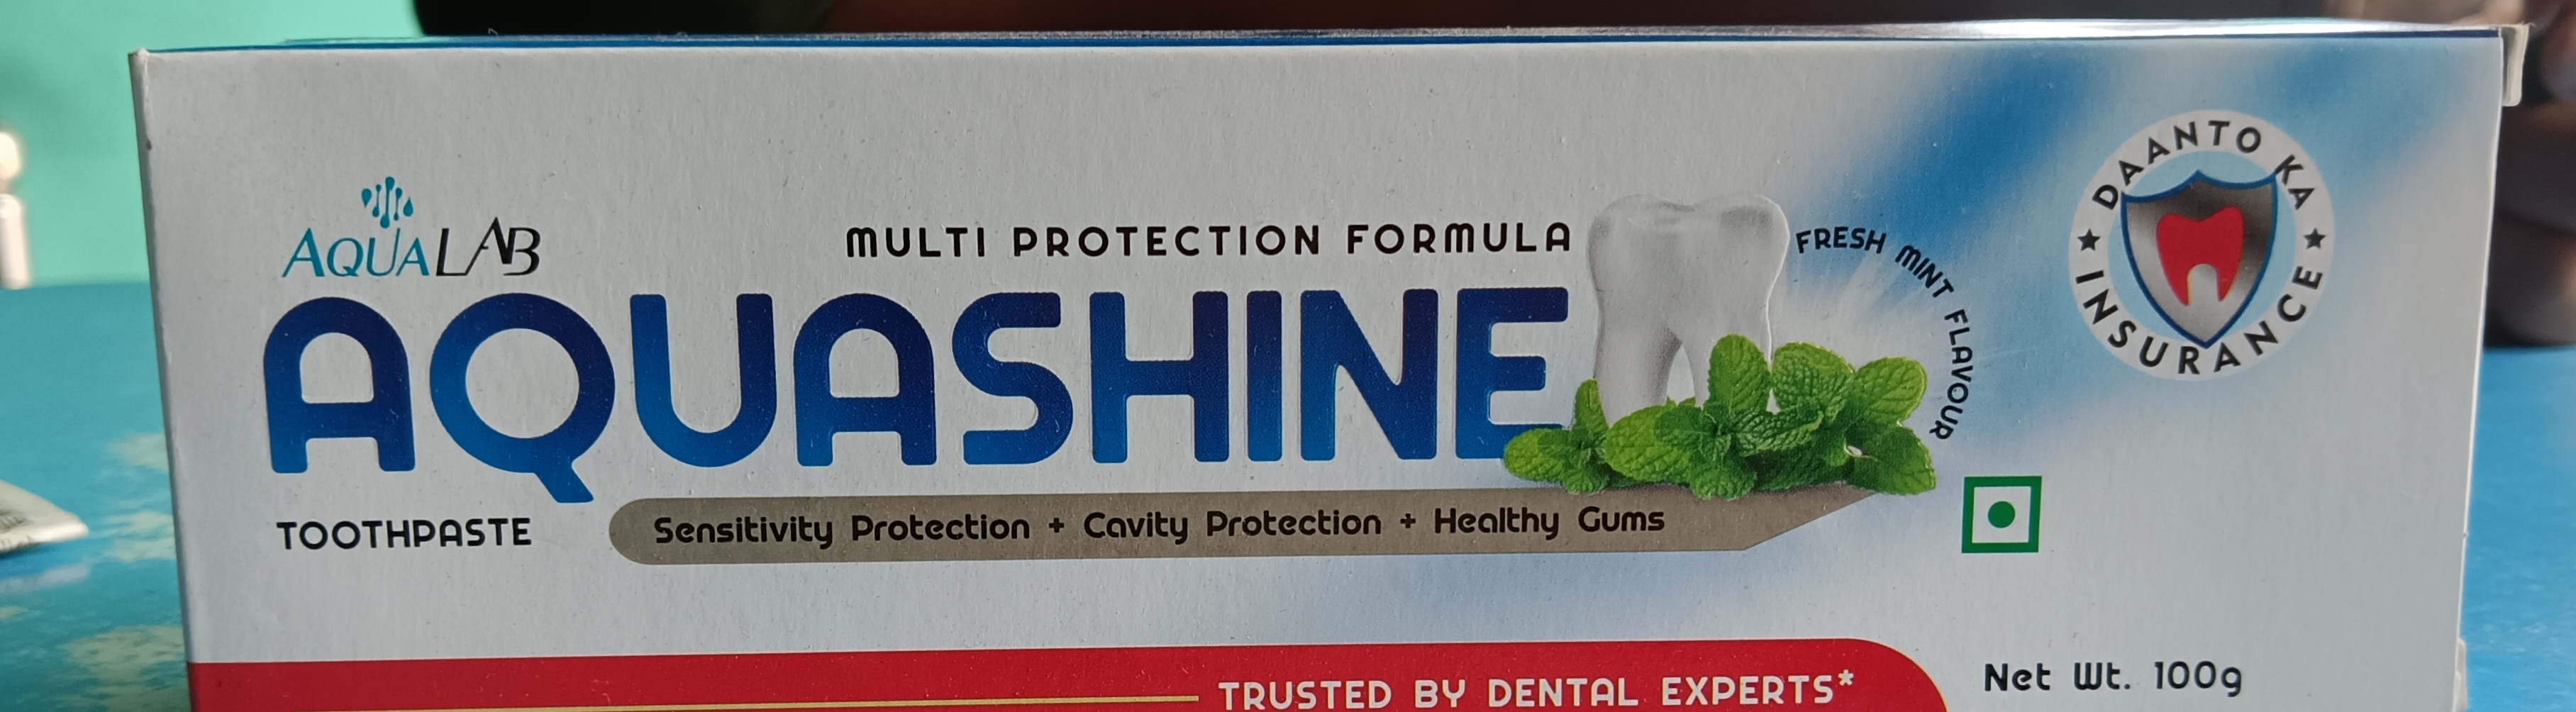 AQUALAB
MULTI PROTECTION FORMULA
AQUASHINE
FRESH MINT FLAVOUR
DAANTO KA
INSURANCE
TOOTHPASTE
Sensitivity Protection + Cavity Protection + Healthy Gums
TRUSTED BY DENTAL EXPERTS*
Net Wt. 100g